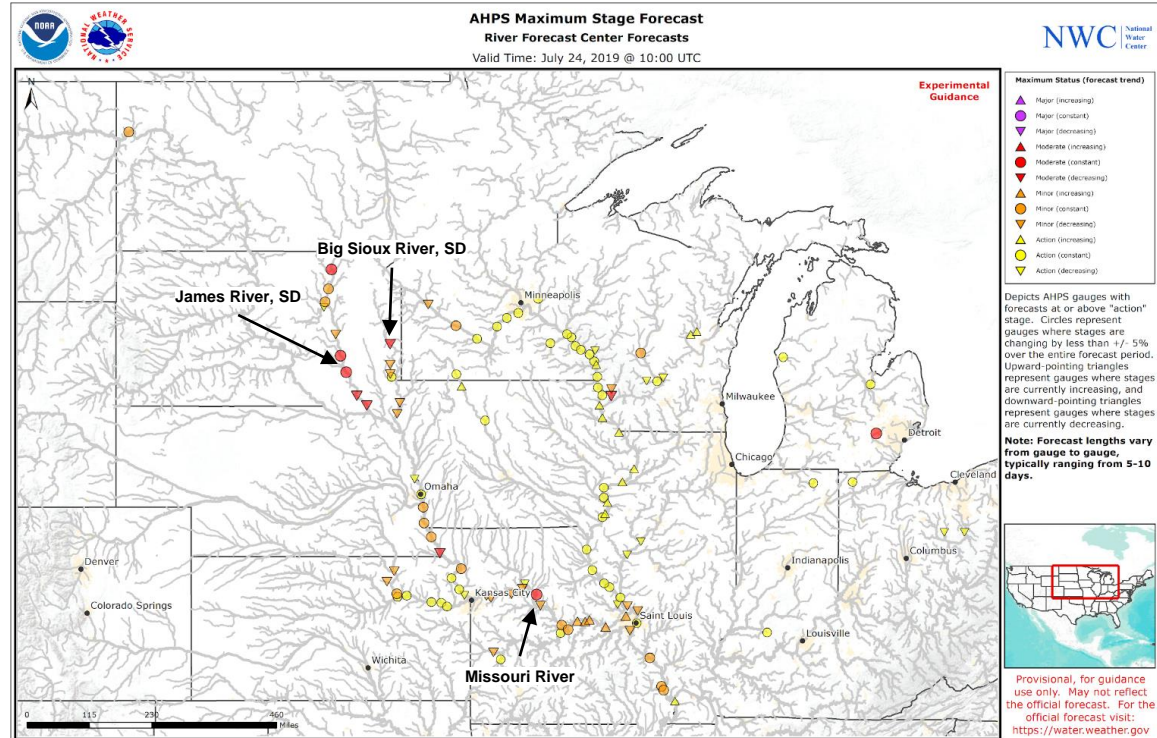 AHPS Maximum Stage Forecast
River Forecast Center Forecasts
Valid Time: July 24, 2019 @ 10:00 UTC
NOAA
NWC
National
Water
Center
N
Experimental
Guidance
Big Sioux River, SD
James River, SD
Minneapolis
Milwaukee
Detroit
Chicago
Cleveland
Omaha
Denver
Indianapolis
Columbus
Kansas City
Colorado Springs
Saint Louis
Louisville
Wichita
Missouri River
0 115 230 460
Miles
Maximum Status (forecast trend)
Major (increasing)
Major (constant)
Major (decreasing)
Moderate (increasing)
Moderate (constant)
Moderate (decreasing)
Minor (increasing)
Minor (constant)
Minor (decreasing)
Action (increasing)
Action (constant)
Action (decreasing)
Depicts AHPS gauges with
forecasts at or above "action"
stage. Circles represent
gauges where stages are
changing by less than +/- 5%
over the entire forecast period.
Upward-pointing triangles
represent gauges where stages
are currently increasing, and
downward-pointing triangles
represent gauges where stages
are currently decreasing.
Note: Forecast lengths vary
from gauge to gauge,
typically ranging from 5-10
days.
Provisional, for guidance
use only. May not reflect
the official forecast. For the
official forecast visit:
https://water.weather.gov